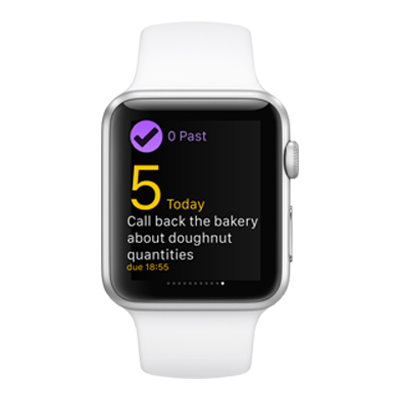 0 Past
5 Today
Call back the bakery
about doughnut
quantities
due 18:55